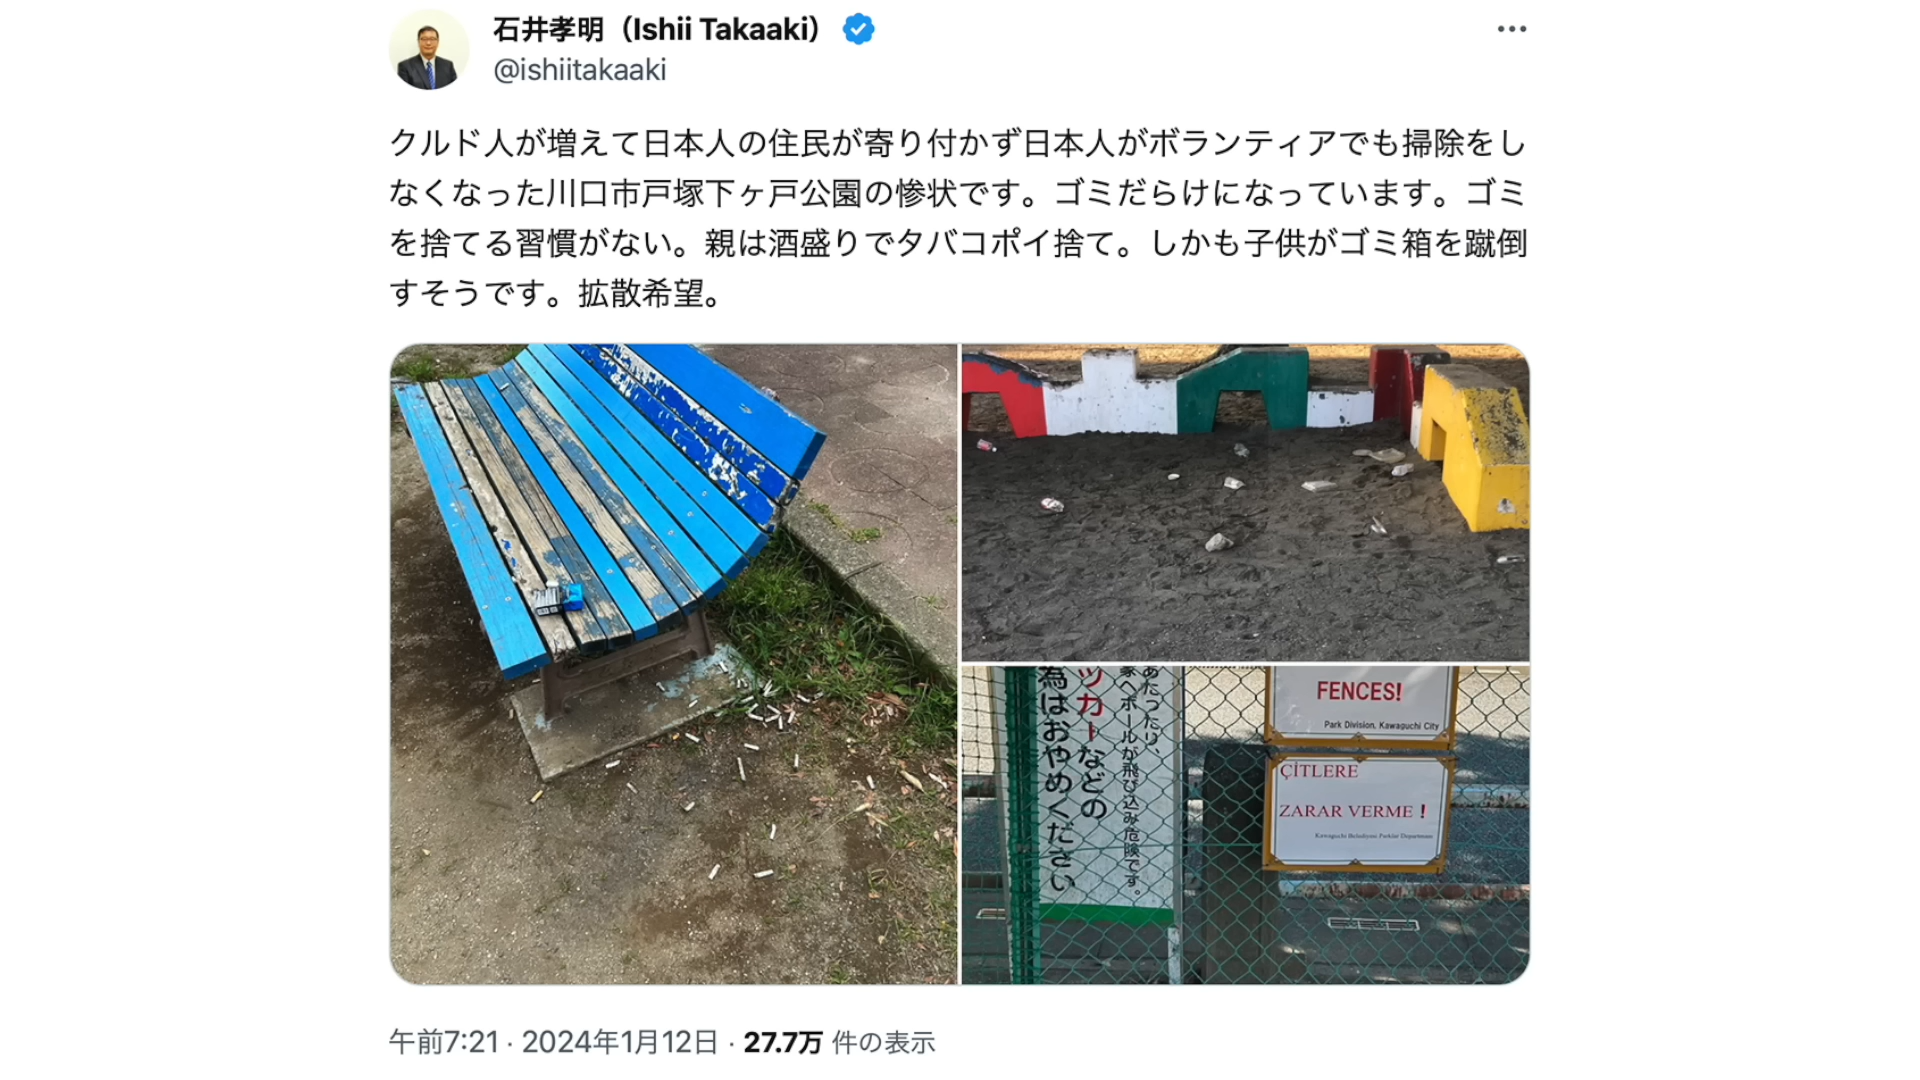 石井孝明（Ishii Takaaki）
@ishiitakaaki
クルド人が増えて日本人の住民が寄り付かず日本人がボランティアでも掃除をし
なくなった川口市戸塚下ヶ戸公園の惨状です。ゴミだらけになっています。ゴミ
を捨てる習慣がない。親は酒盛りでタバコポイ捨て。しかも子供がゴミ箱を蹴倒
すそうです。拡散希望。
あたったり、
家へボールが飛び込み危険です。
ッカーなどの
為はおやめください
FENCES!
Park Division. Kawaguchi City
ÇİTLERE
ZARAR VERME !
Kawaguchi Belediyesi Parklar Departmanı
午前7:21 · 2024年1月12日 · 27.7万 件の表示